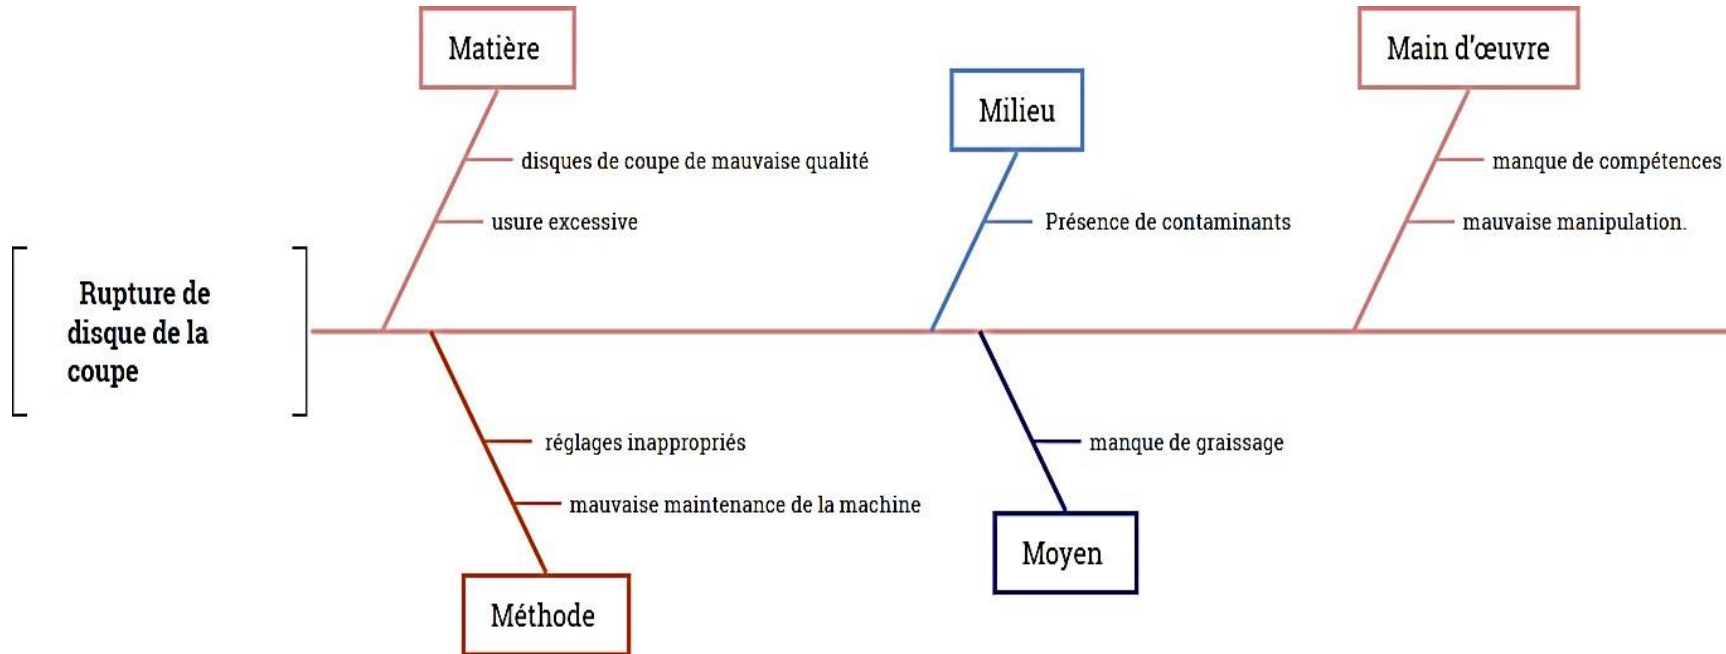 Matière
Main d'œuvre
Milieu
disques de coupe de mauvaise qualité
manque de compétences
usure excessive
Présence de contaminants
mauvaise manipulation.
Rupture de
disque de la
coupe
réglages inappropriés
manque de graissage
mauvaise maintenance de la machine
Moyen
Méthode